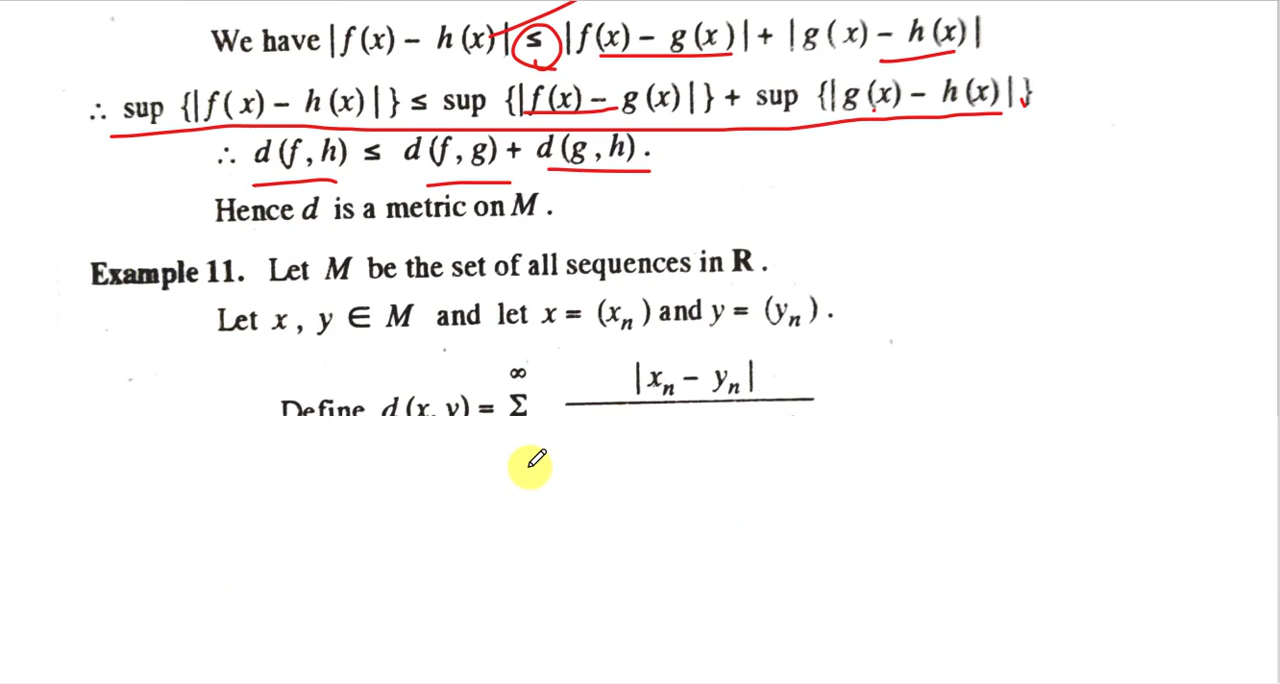 We have |f(x) – h(x)| ≤ |f(x) – g(x)| + |g(x) – h(x)|
∴ sup {|f(x) – h(x)|} ≤ sup {|f(x) – g(x)|} + sup {|g(x) – h(x)|}
∴ d(f, h) ≤ d(f, g) + d(g, h).
Hence d is a metric on M.
Example 11. Let M be the set of all sequences in R.
Let x, y ∈ M and let x = (xₙ) and y = (yₙ).
∞ |xₙ – yₙ|
Define d(x, y) = Σ